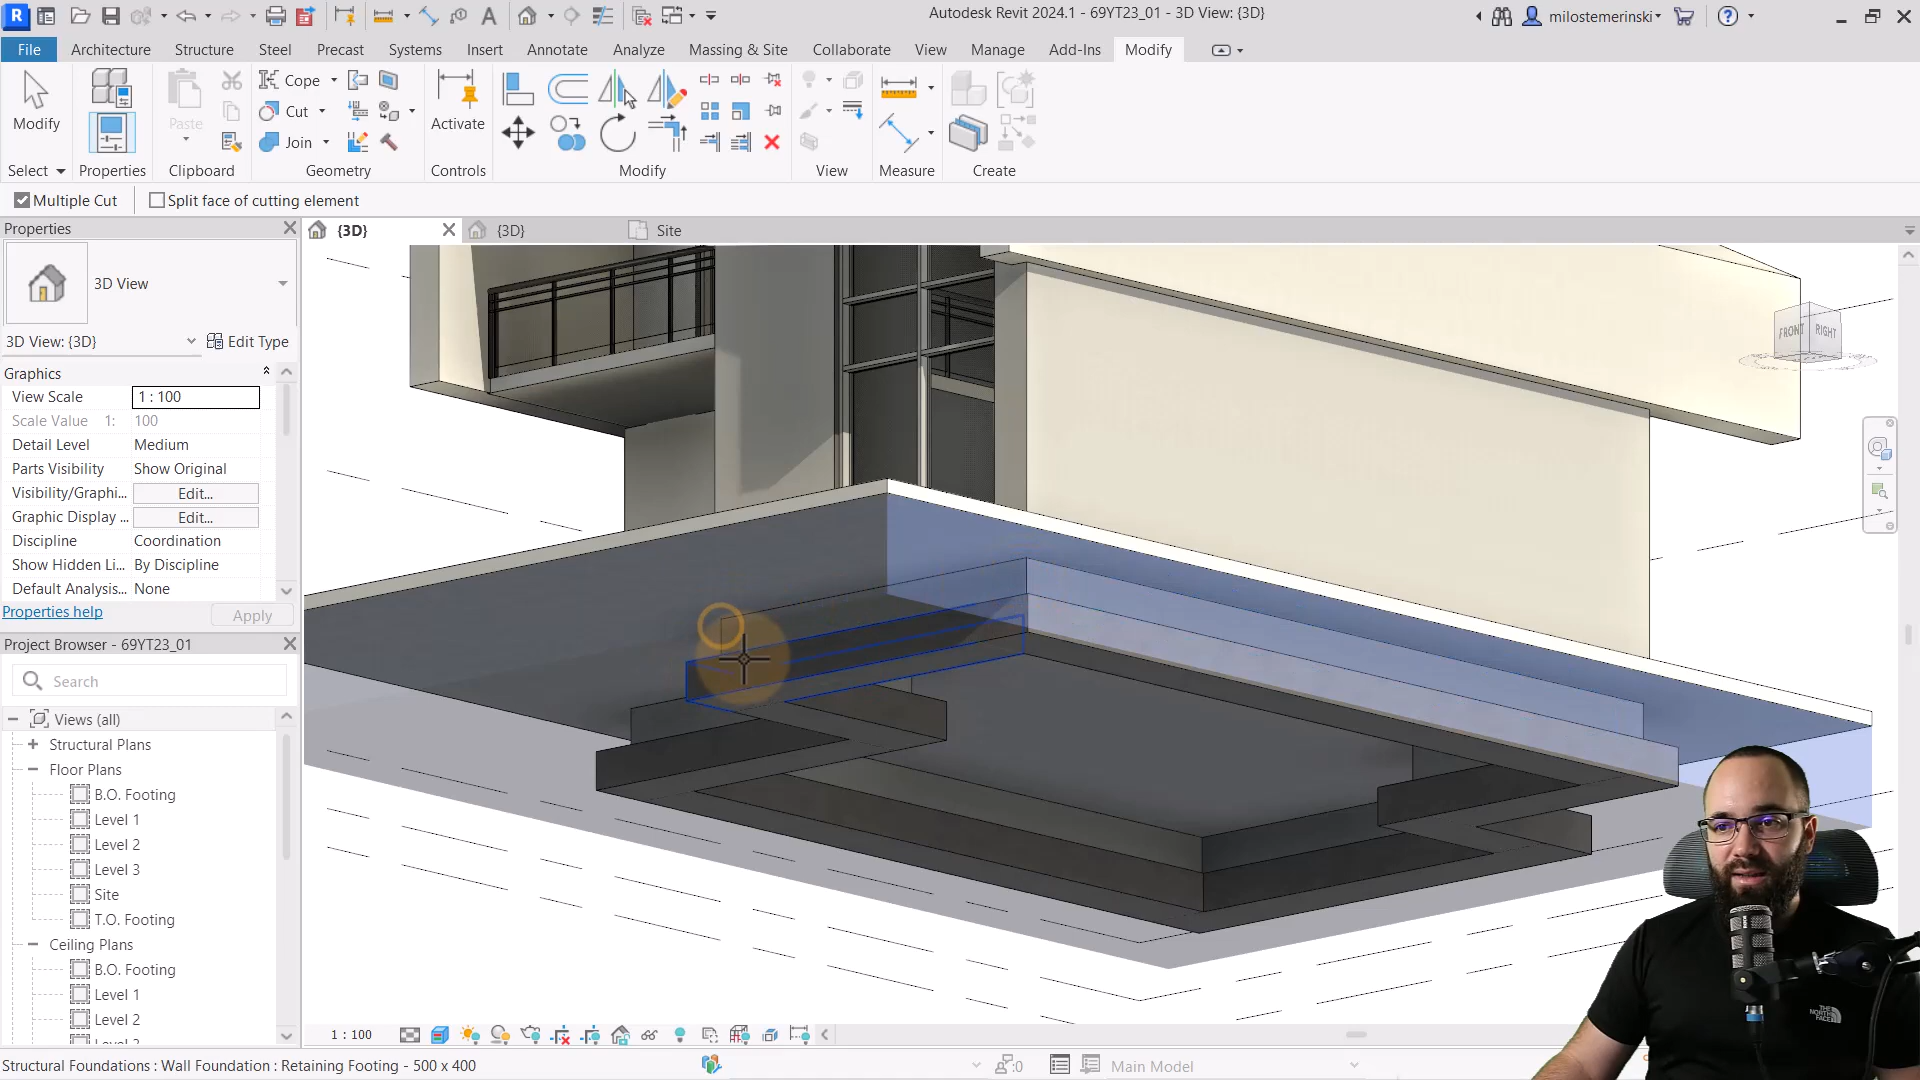 Autodesk Revit 2024.1 - 69YT23_01 - 3D View: {3D}
milostemerinski
File
Architecture
Structure
Steel
Precast
Systems
Insert
Annotate
Analyze
Massing & Site
Collaborate
View
Manage
Add-Ins
Modify
Modify
Paste
Cope
Cut
Join
Activate
Select
Properties
Clipboard
Geometry
Controls
Modify
View
Measure
Create
Multiple Cut
Split face of cutting element
Properties
{3D}
{3D}
Site
3D View
3D View: {3D}
Edit Type
Graphics
View Scale
1 : 100
Scale Value 1:
100
Detail Level
Medium
Parts Visibility
Show Original
Visibility/Graphi...
Edit...
Graphic Display ...
Edit...
Discipline
Coordination
Show Hidden Li...
By Discipline
Default Analysis...
None
Properties help
Apply
Project Browser - 69YT23_01
Search
Views (all)
Structural Plans
Floor Plans
B.O. Footing
Level 1
Level 2
Level 3
Site
T.O. Footing
Ceiling Plans
B.O. Footing
Level 1
Level 2
FRONT
RIGHT
THE
NORTH
FACE
1 : 100
Structural Foundations : Wall Foundation : Retaining Footing - 500 x 400
:0
Main Model